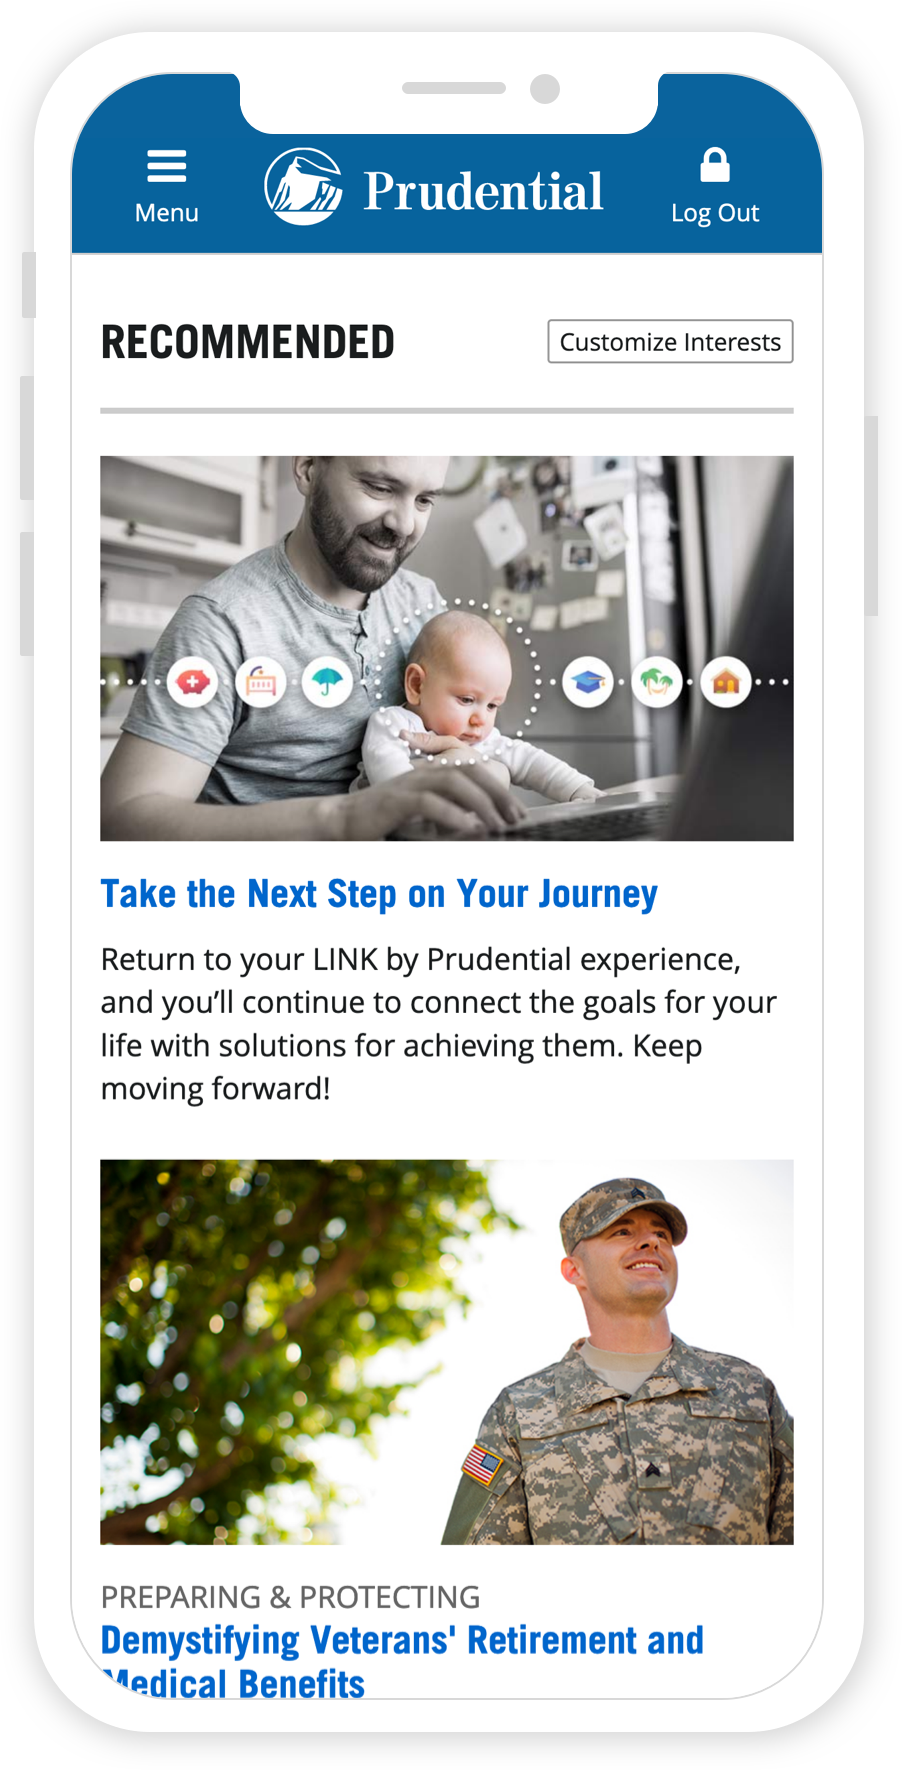 Menu
Prudential
Log Out
RECOMMENDED
Customize Interests
Take the Next Step on Your Journey
Return to your LINK by Prudential experience,
and you’ll continue to connect the goals for your
life with solutions for achieving them. Keep
moving forward!
PREPARING & PROTECTING
Demystifying Veterans' Retirement and
Medical Benefits